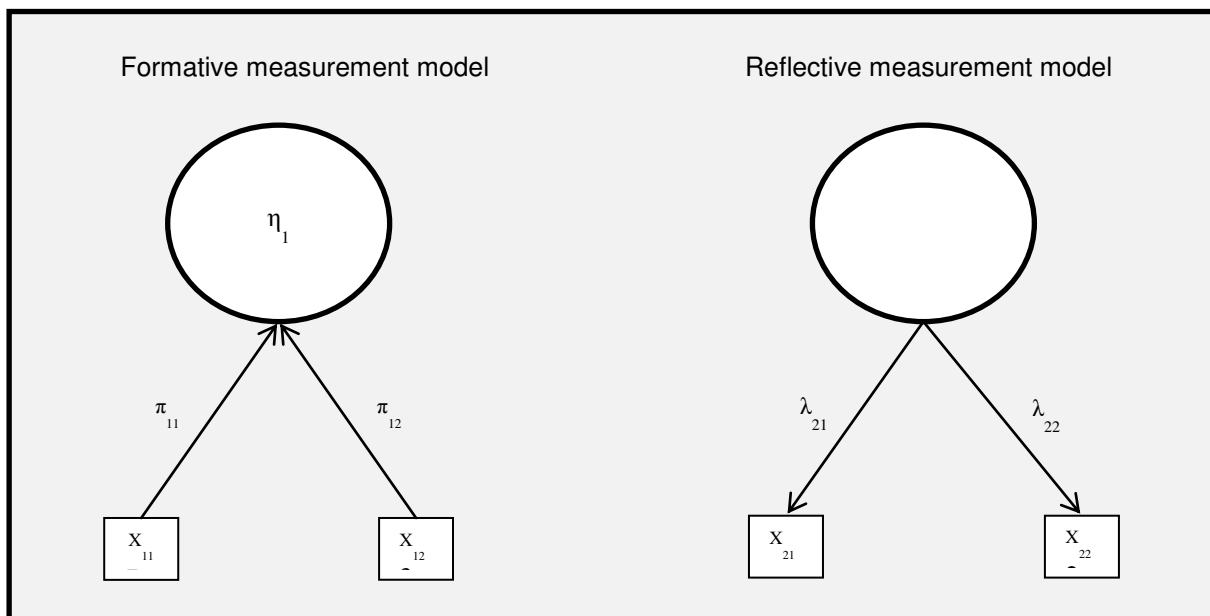 Formative measurement model
Reflective measurement model
η1
π11
π12
λ21
λ22
X11
X12
X21
X22